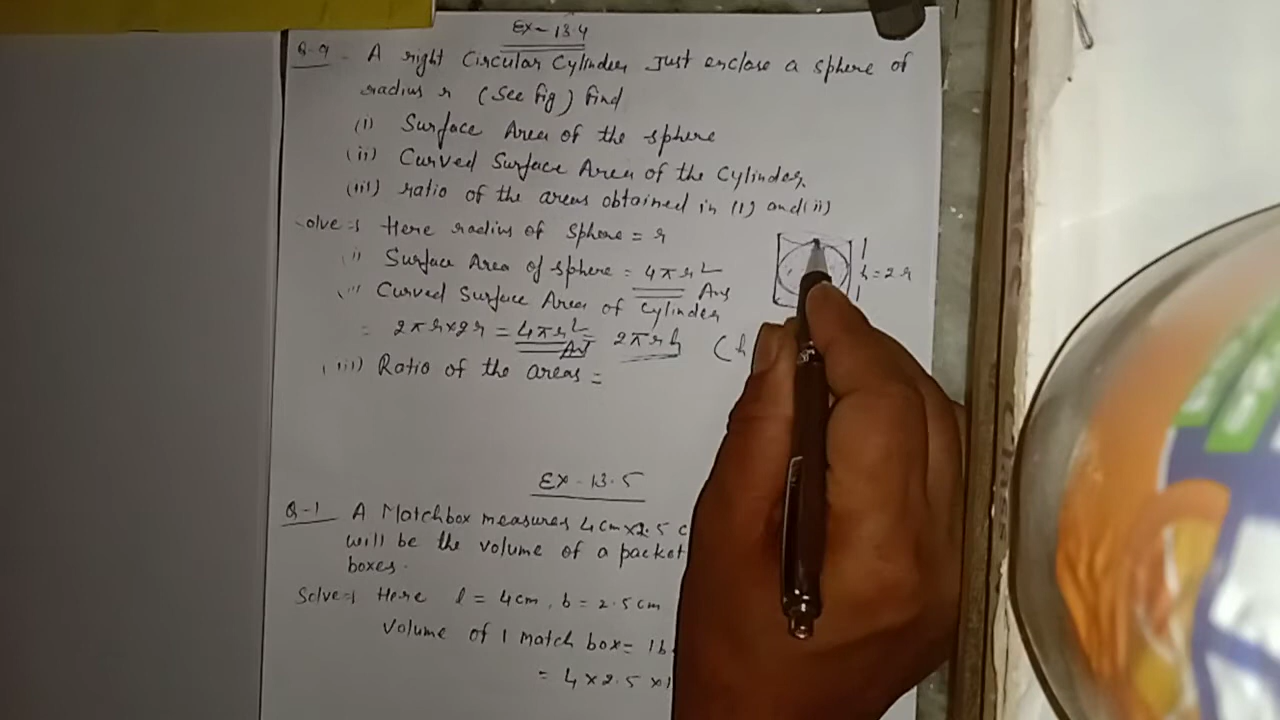 Ex-13.4
Q-9 A right Circular Cylinder Just enclose a sphere of
radius r (See fig) find
(i) Surface Area of the sphere
(ii) Curved Surface Area of the Cylinder.
(iii) ratio of the areas obtained in (i) and (ii)
Solve⇒ Here radius of sphere = r
i) Surface Area of sphere = 4πr² Ans
ii) Curved Surface Area of Cylinder
= 2πr×2r = 4πr² = 2πrh (h
Ans
(iii) Ratio of the areas =
h=2r
Ex-13.5
Q-1 A Matchbox measures 4cm×2.5 c
will be the volume of a packet
boxes.
Solve⇒ Here l = 4cm, b = 2.5cm
Volume of 1 match box = lb
= 4×2.5×1